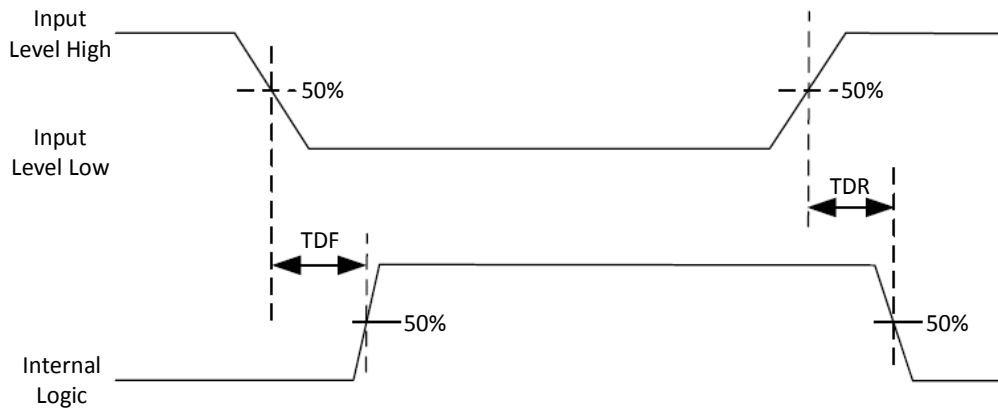 Input
Level High
50%
50%
Input
Level Low
TDR
TDF
50%
50%
Internal
Logic